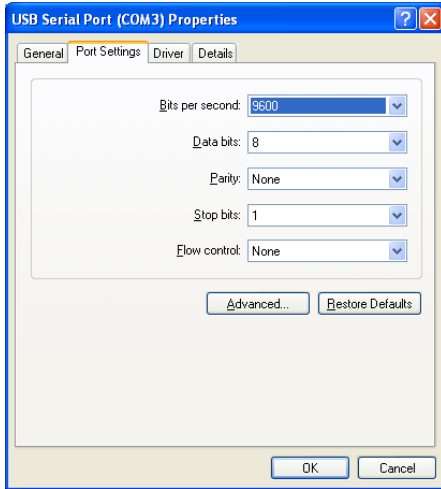 USB Serial Port (COM3) Properties
General Port Settings Driver Details
Bits per second: 9600
Data bits: 8
Parity: None
Stop bits: 1
Flow control: None
Advanced... Restore Defaults
OK Cancel